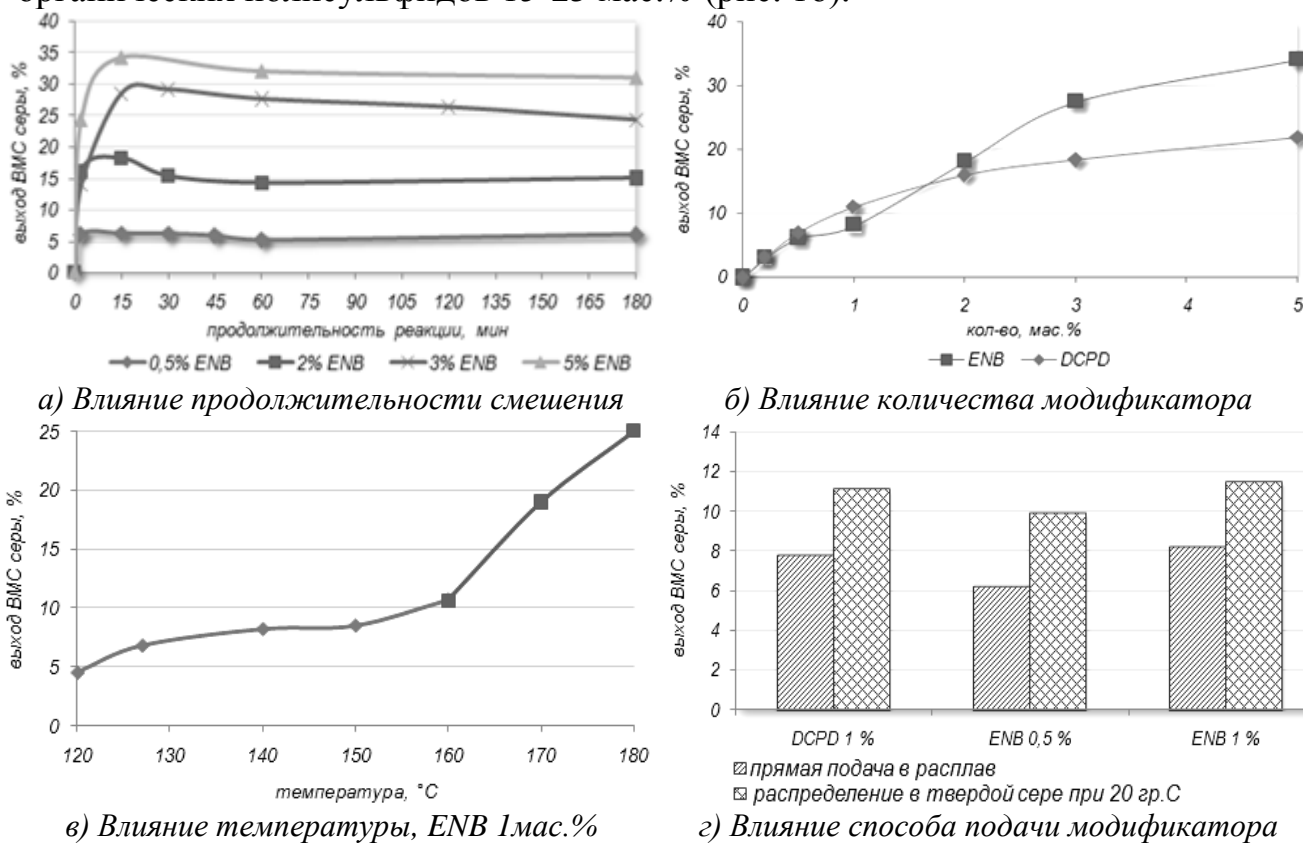 органических полисульфидов 15-25 мас.% (рис. 1б).
40
35
30
25
20
15
10
5
0
выход ВМС серы, %
0 15 30 45 60 75 90 105 120 135 150 165 180
продолжительность реакции, мин
0,5% ENB 2% ENB 3% ENB 5% ENB
а) Влияние продолжительности смешения
40
30
20
10
0
выход ВМС серы, %
0 1 2 3 4 5
кол-во, мас.%
ENB DCPD
б) Влияние количества модификатора
25
20
15
10
5
0
выход ВМС серы, %
120 130 140 150 160 170 180
температура, °C
в) Влияние температуры, ENB 1мас.%
14
12
10
8
6
4
2
0
выход ВМС серы, %
DCPD 1 % ENB 0,5 % ENB 1 %
прямая подача в расплав
распределение в твердой сере при 20 гр.С
г) Влияние способа подачи модификатора